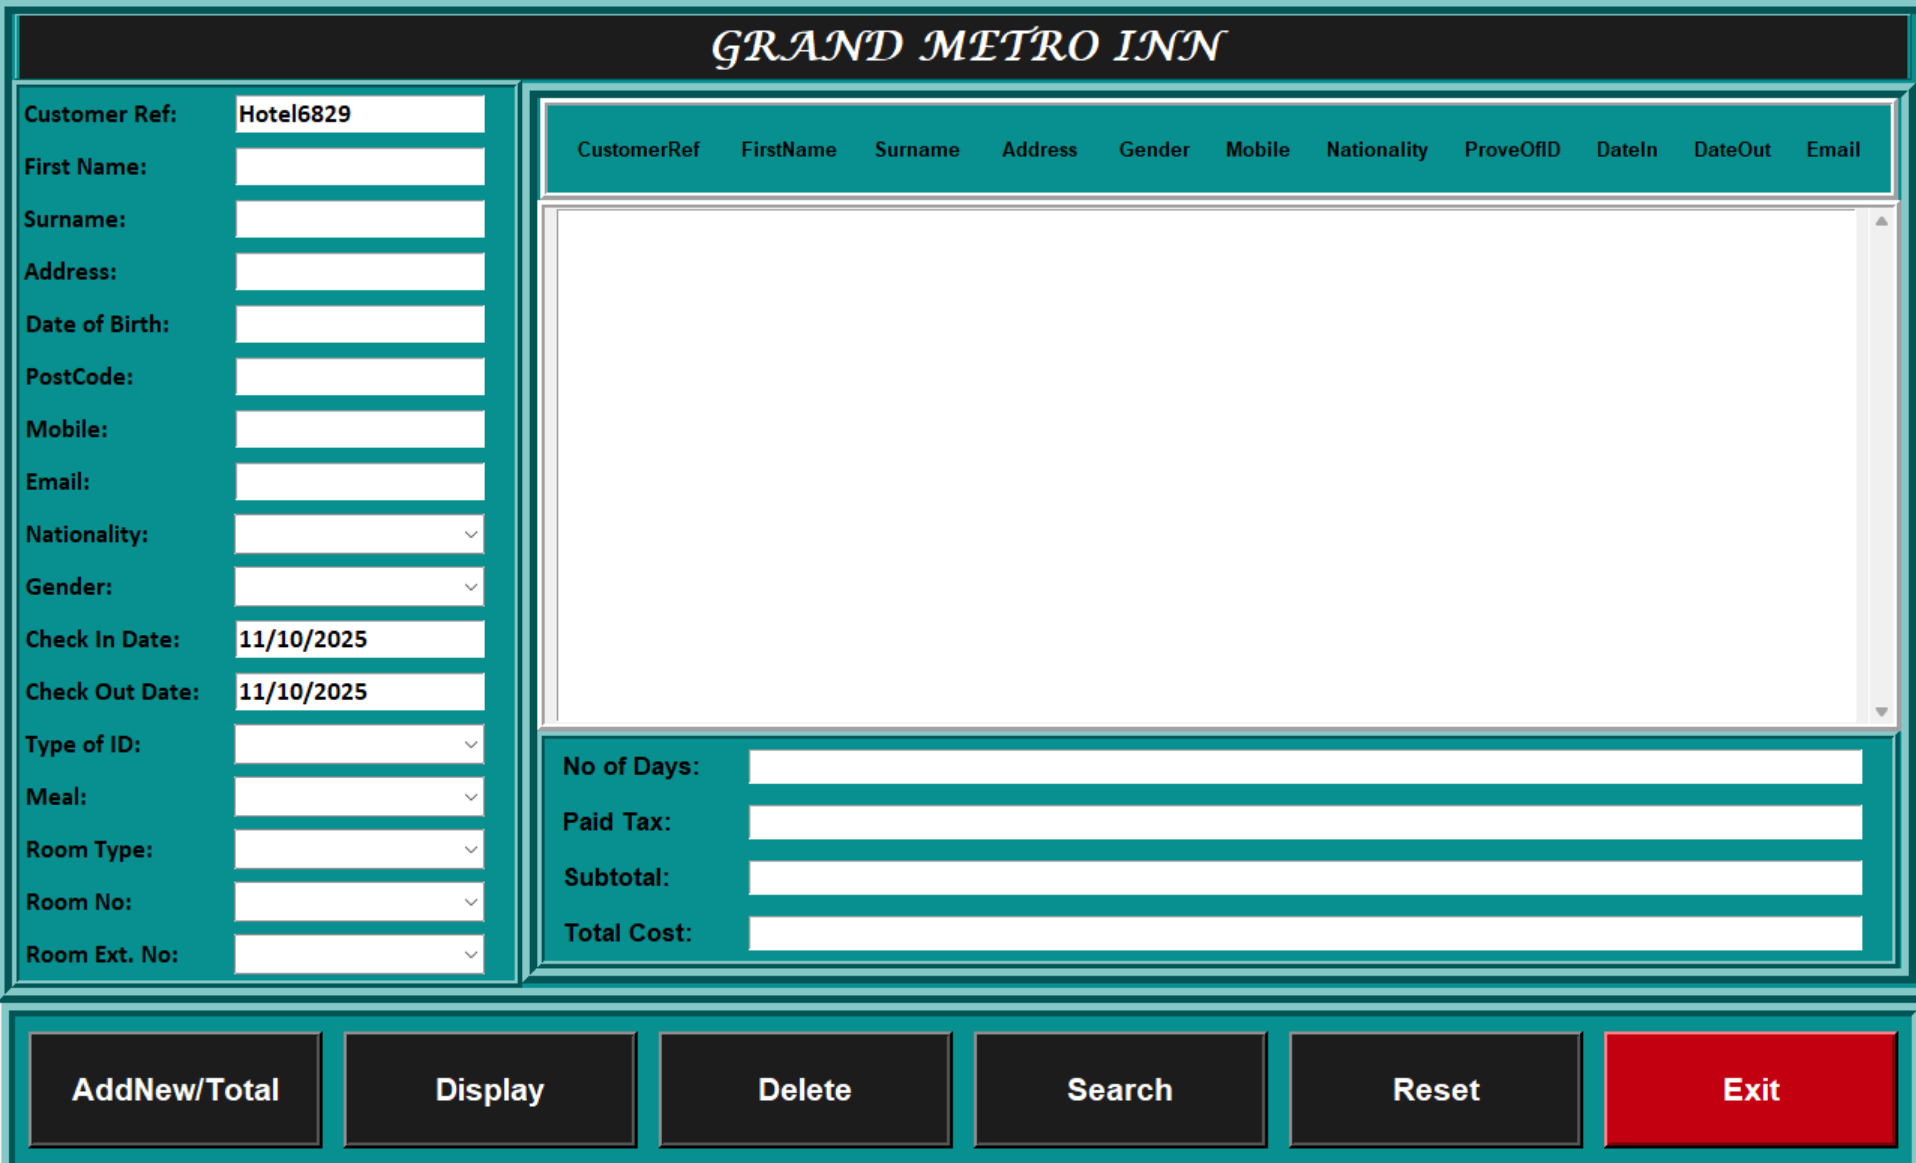 GRAND METRO INN
Customer Ref: Hotel6829
First Name:
Surname:
Address:
Date of Birth:
PostCode:
Mobile:
Email:
Nationality:
Gender:
Check In Date: 11/10/2025
Check Out Date: 11/10/2025
Type of ID:
Meal:
Room Type:
Room No:
Room Ext. No:
CustomerRef FirstName Surname Address Gender Mobile Nationality ProveOfID DateIn DateOut Email
No of Days:
Paid Tax:
Subtotal:
Total Cost:
AddNew/Total Display Delete Search Reset Exit